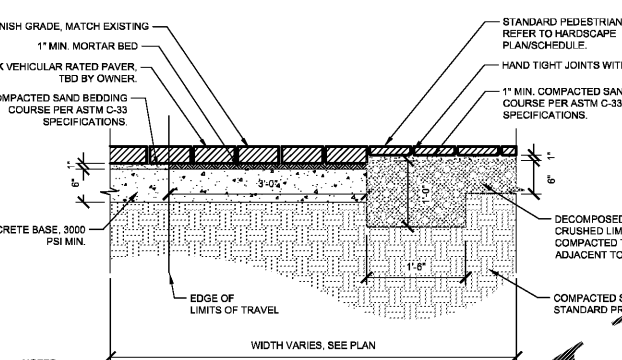 NISH GRADE, MATCH EXISTING
1" MIN. MORTAR BED
K VEHICULAR RATED PAVER,
TBD BY OWNER.
OMPACTED SAND BEDDING
COURSE PER ASTM C-33
SPECIFICATIONS.
1"
6"
CRETE BASE, 3000
PSI MIN.
3'-0"
EDGE OF
LIMITS OF TRAVEL
1'-0"
1'-6"
WIDTH VARIES, SEE PLAN
STANDARD PEDESTRIAN
REFER TO HARDSCAPE
PLAN/SCHEDULE.
HAND TIGHT JOINTS WIT
1" MIN. COMPACTED SAN
COURSE PER ASTM C-33
SPECIFICATIONS.
1"
6"
DECOMPOSED
CRUSHED LIM
COMPACTED T
ADJACENT TO
COMPACTED S
STANDARD PR